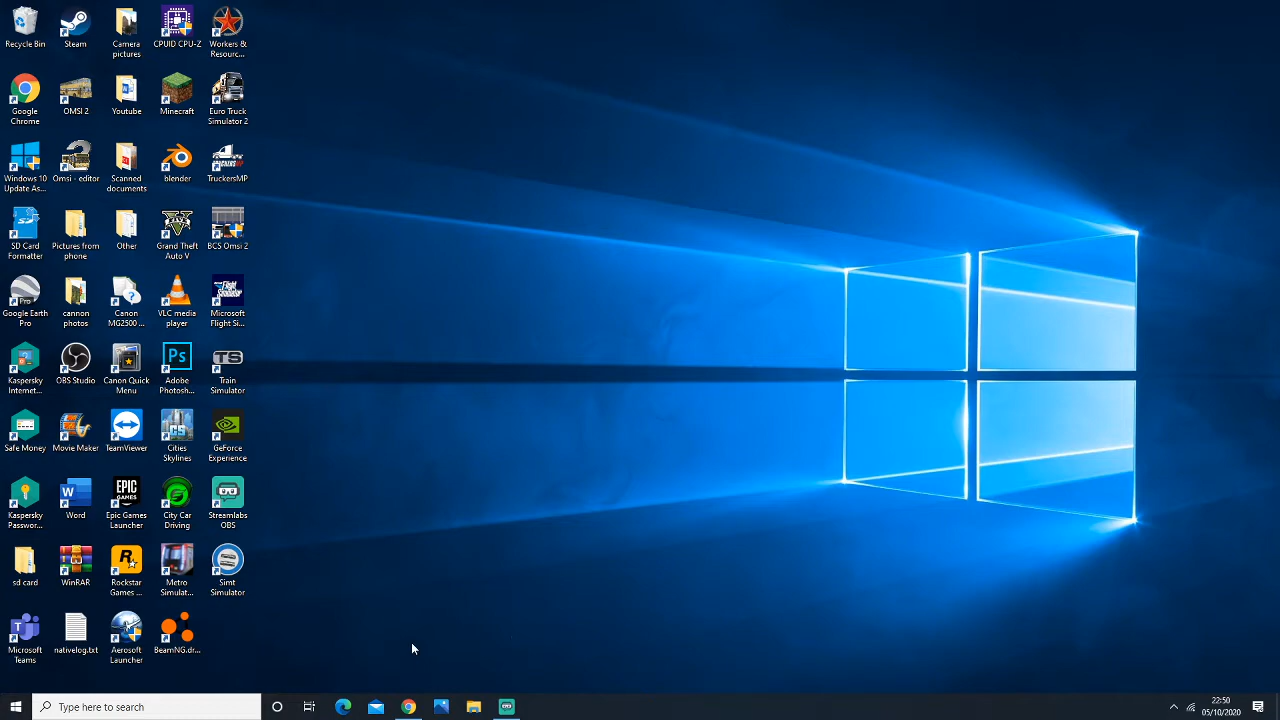 Recycle Bin
Steam
Camera
pictures
CPUID CPU-Z
Workers &
Resourc...
Google
Chrome
OMSI 2
Youtube
Minecraft
Euro Truck
Simulator 2
Windows 10
Update As...
Omsi - editor
Scanned
documents
blender
TruckersMP
SD Card
Formatter
Pictures from
phone
Other
Grand Theft
Auto V
BCS Omsi 2
Google Earth
Pro
cannon
photos
Canon
MG2500 ...
VLC media
player
Microsoft
Flight Si...
Kaspersky
Internet...
OBS Studio
Canon Quick
Menu
Adobe
Photosh...
Train
Simulator
Safe Money
Movie Maker
TeamViewer
Cities
Skylines
GeForce
Experience
Kaspersky
Passwor...
Word
Epic Games
Launcher
City Car
Driving
Streamlabs
OBS
sd card
WinRAR
Rockstar
Games ...
Metro
Simulat...
Simt
Simulator
Microsoft
Teams
nativelog.txt
Aerosoft
Launcher
BeamNG.dr...
Type here to search
22:50
05/10/2020